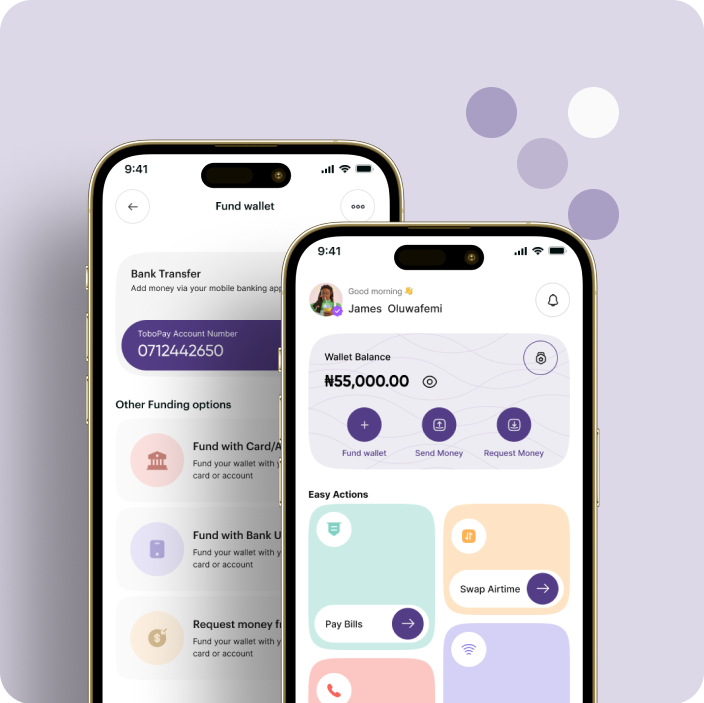 9:41
Fund wallet
Bank Transfer
Add money via your mobile banking app
ToboPay Account Number
0712442650
Other Funding options
Fund with Card/A
Fund your wallet with y
card or account
Fund with Bank U
Fund your wallet with y
card or account
Request money fr
Fund your wallet with y
card or account
9:41
Good morning 👋
James Oluwafemi
Wallet Balance
₦55,000.00
Fund wallet
Send Money
Request Money
Easy Actions
Pay Bills
Swap Airtime